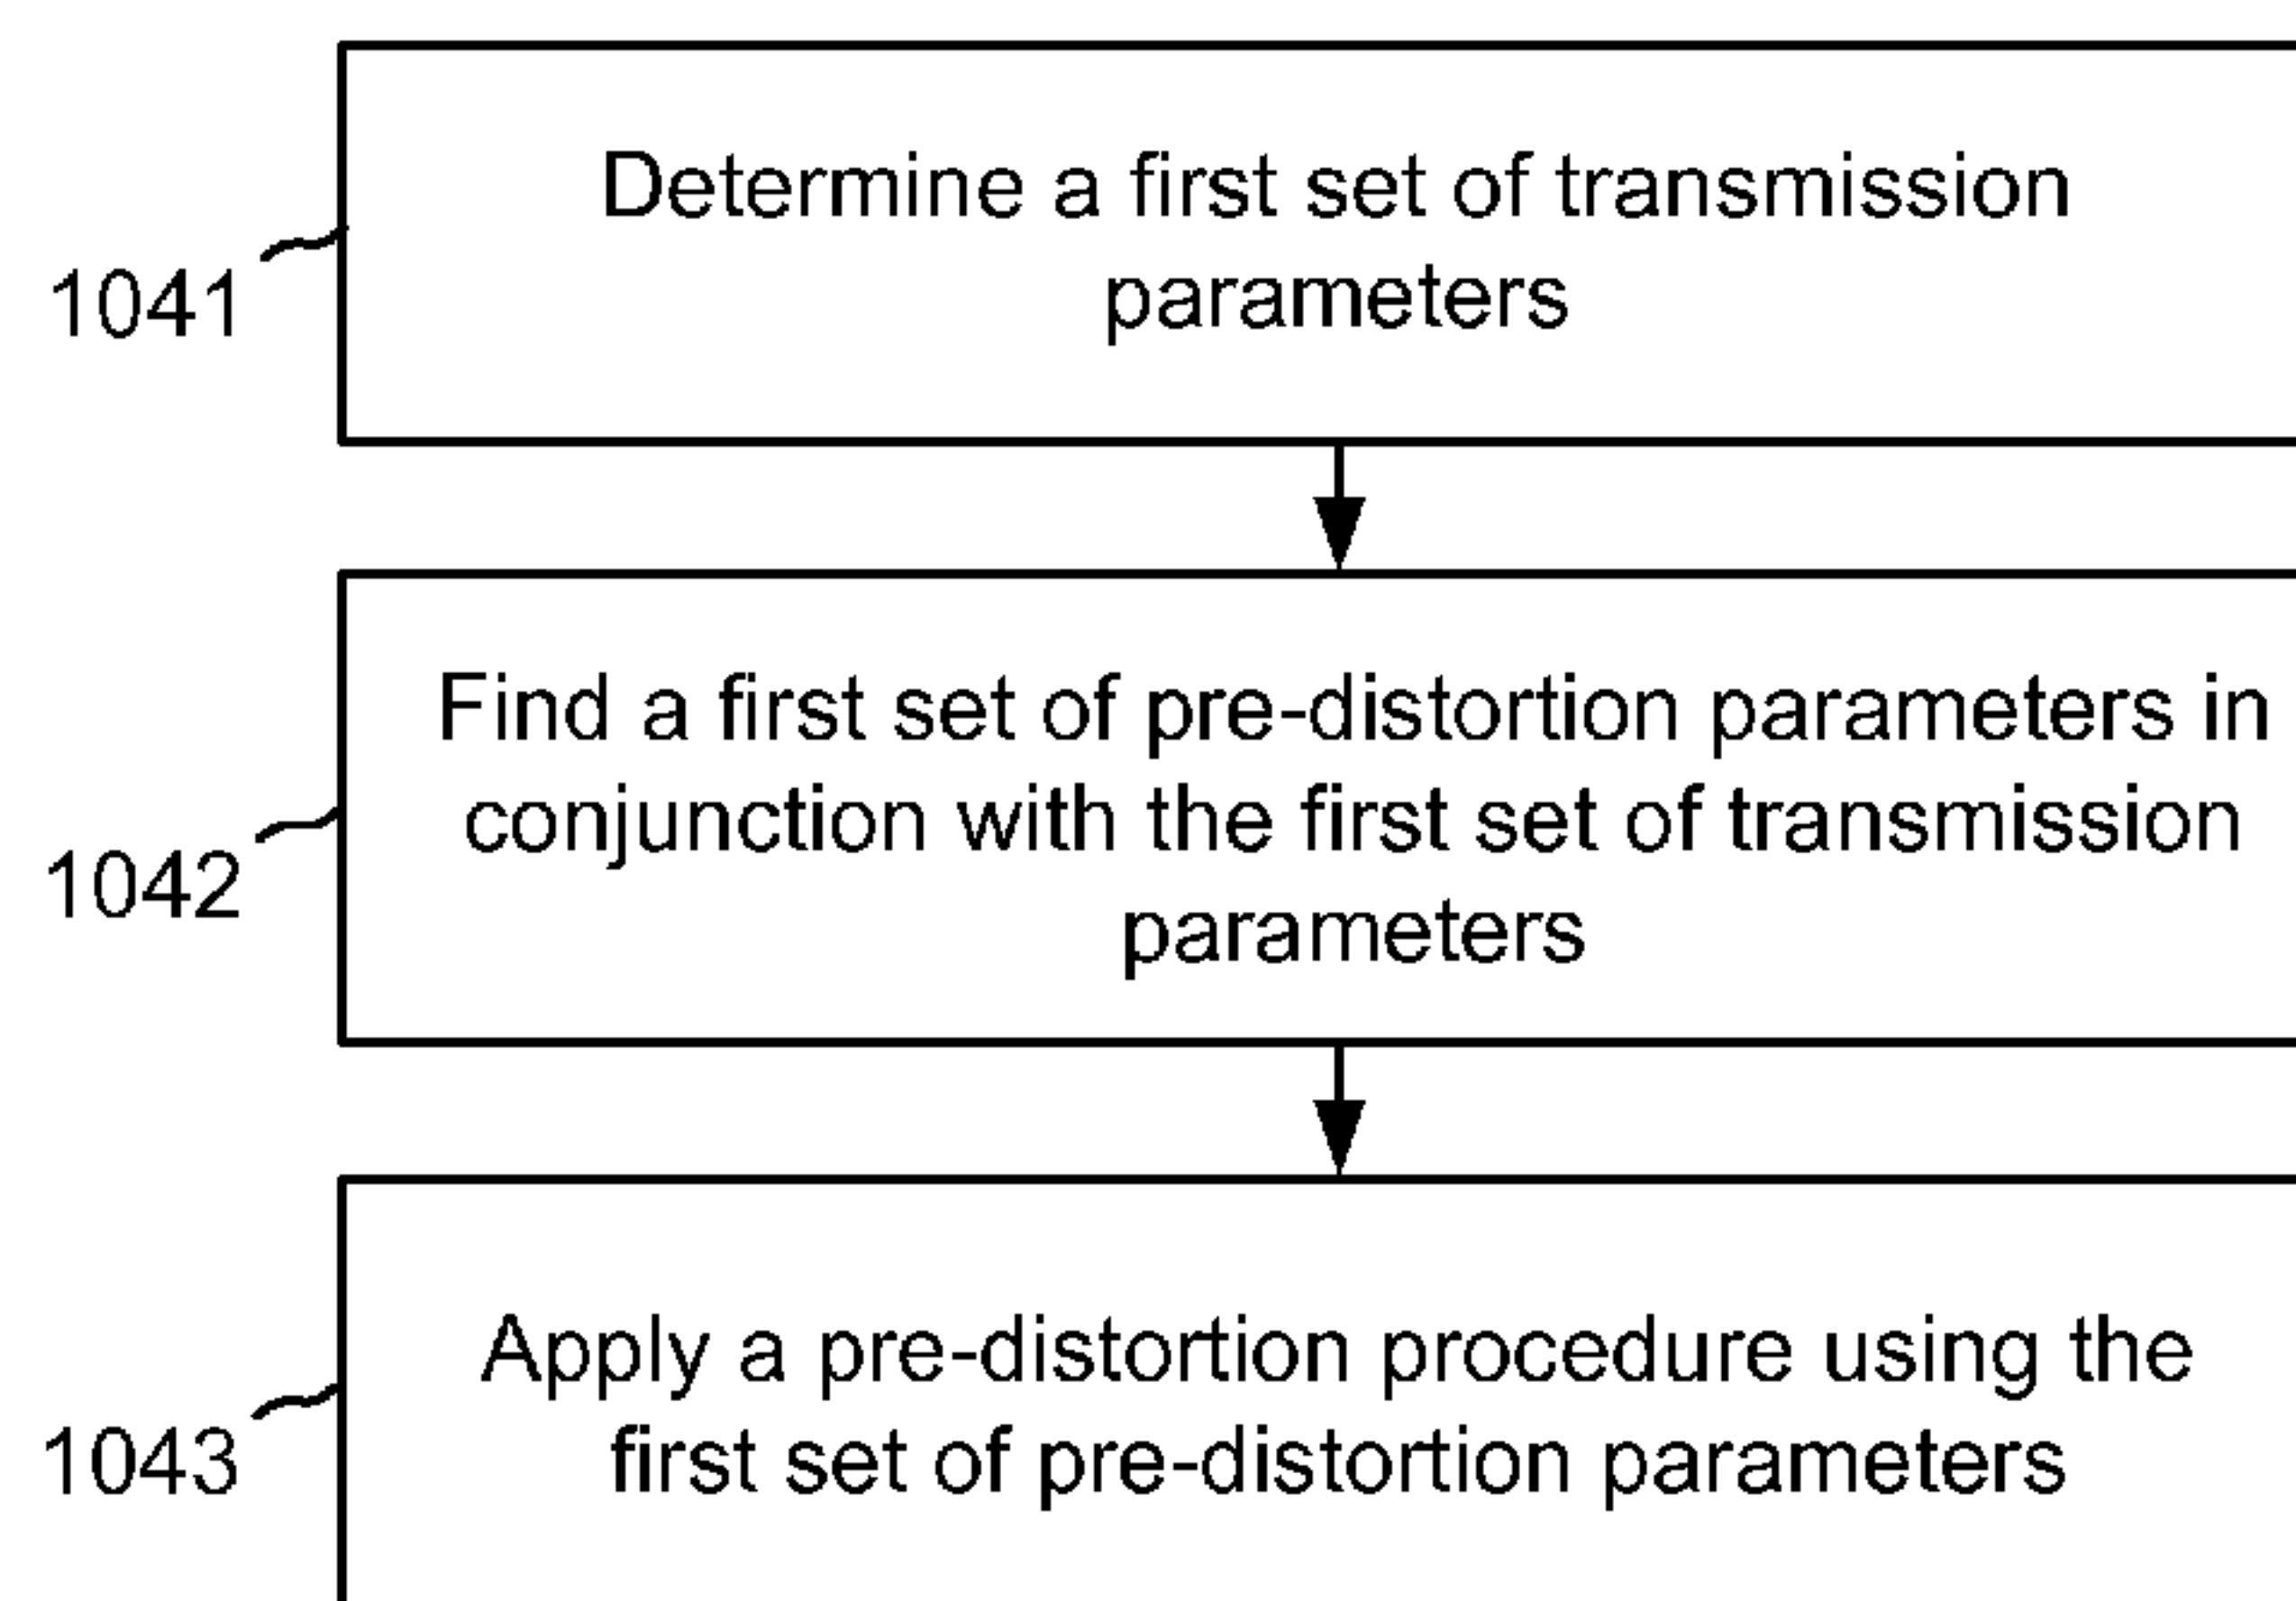 Determine a first set of transmission
parameters
1041
Find a first set of pre-distortion parameters in
conjunction with the first set of transmission
parameters
1042
Apply a pre-distortion procedure using the
first set of pre-distortion parameters
1043